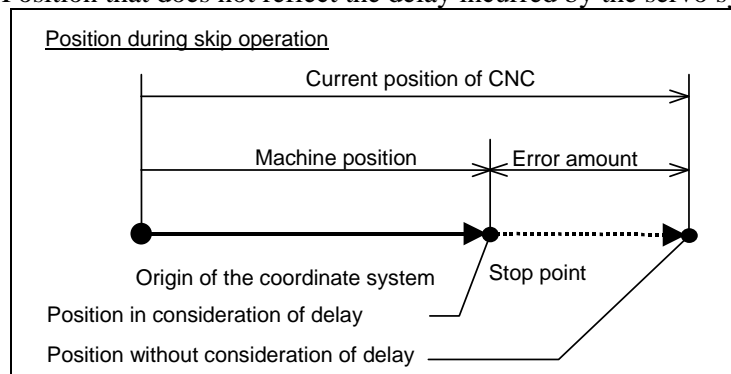 Position that does not reflect the delay incurred by the servo
Position during skip operation
Current position of CNC
Machine position
Error amount
Origin of the coordinate system
Stop point
Position in consideration of delay
Position without consideration of delay